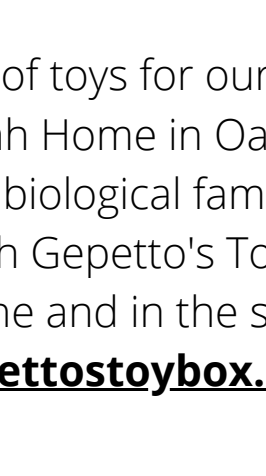 of toys for our
h Home in Oa
biological fam
h Gepetto's To
ne and in the s
ettostoybox.